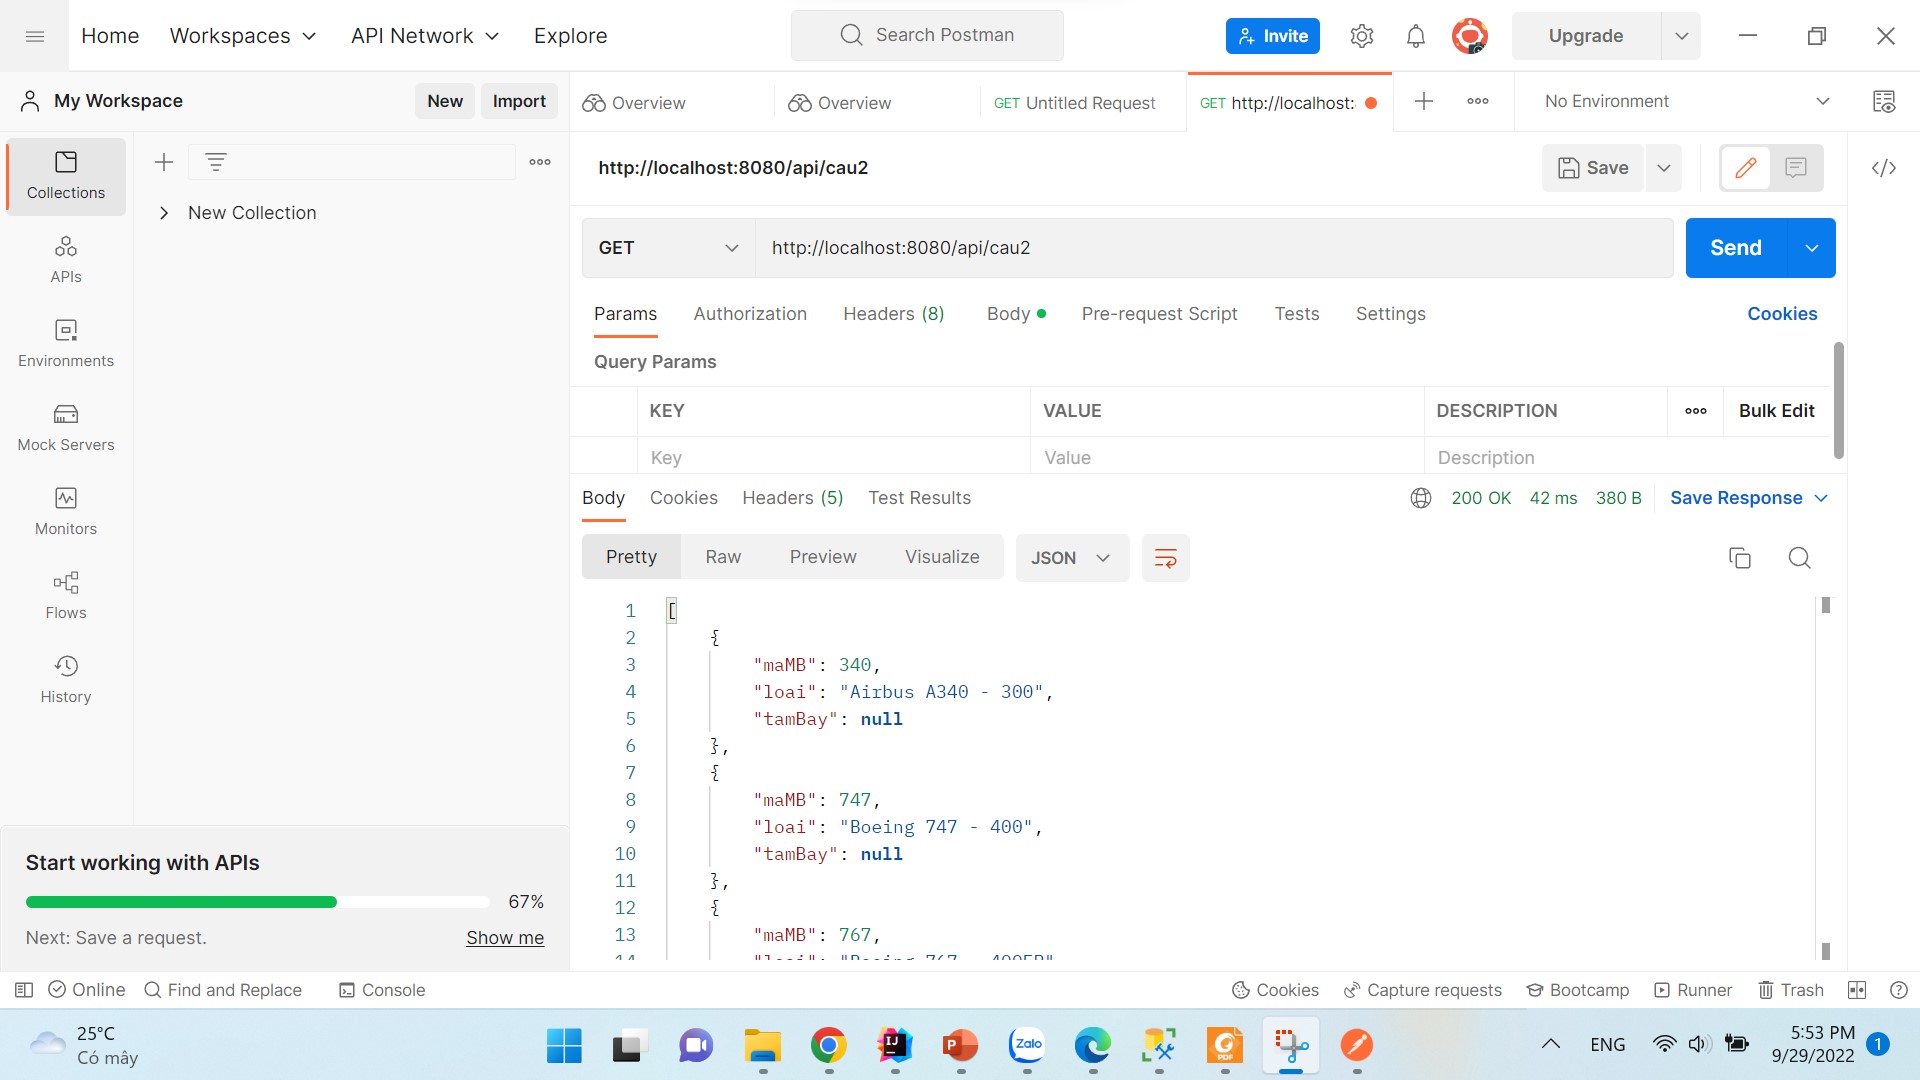 Home
Workspaces
API Network
Explore
Search Postman
Invite
Upgrade
My Workspace
New
Import
Overview
Overview
GET Untitled Request
GET http://localhost:
No Environment
Collections
APIs
Environments
Mock Servers
Monitors
Flows
History
New Collection
http://localhost:8080/api/cau2
Save
GET
http://localhost:8080/api/cau2
Send
Params
Authorization
Headers (8)
Body
Pre-request Script
Tests
Settings
Cookies
Query Params
KEY
VALUE
DESCRIPTION
Bulk Edit
Key
Value
Description
Body
Cookies
Headers (5)
Test Results
200 OK
42 ms
380 B
Save Response
Pretty
Raw
Preview
Visualize
JSON
1 [
2 {
3 "maMB": 340,
4 "loai": "Airbus A340 - 300",
5 "tamBay": null
6 },
7 {
8 "maMB": 747,
9 "loai": "Boeing 747 - 400",
10 "tamBay": null
11 },
12 {
13 "maMB": 767,
Start working with APIs
67%
Next: Save a request.
Show me
Online
Find and Replace
Console
Cookies
Capture requests
Bootcamp
Runner
Trash
25°C
Có mây
Zalo
PDF
ENG
5:53 PM
9/29/2022
1